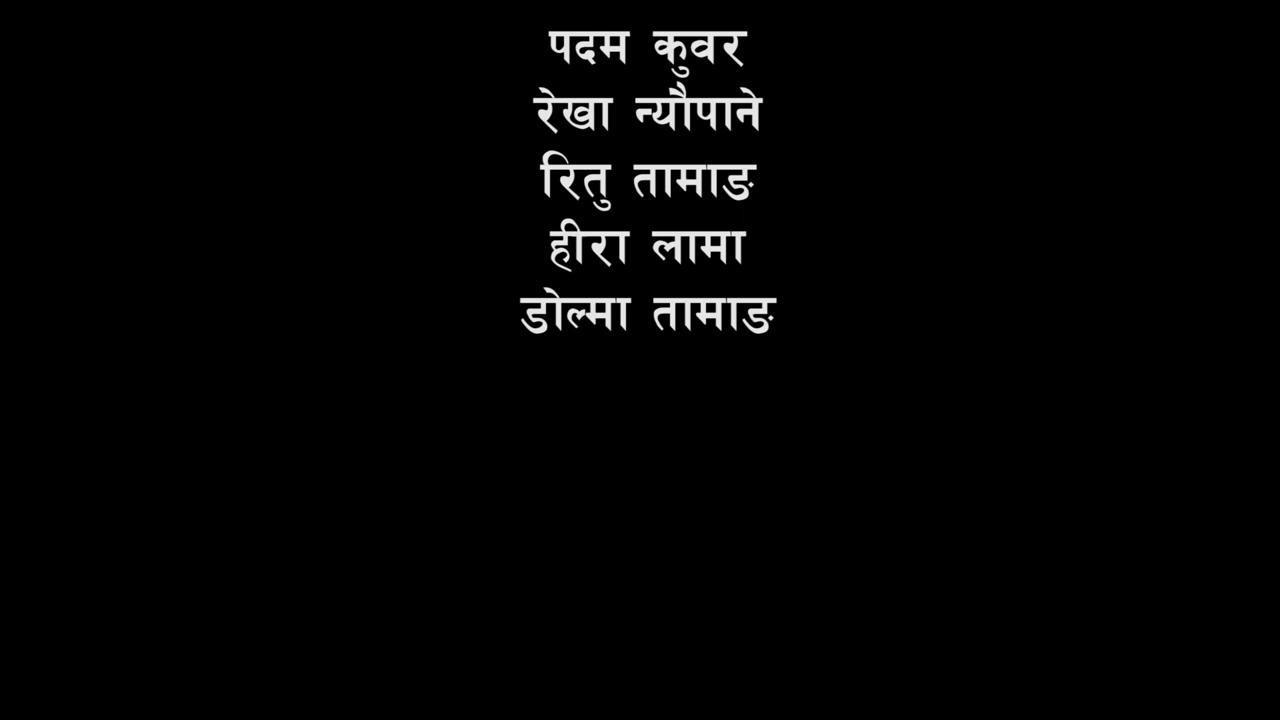 पदम कुवर
रेखा न्यौपाने
रितु तामाङ
हीरा लामा
डोल्मा तामाङ